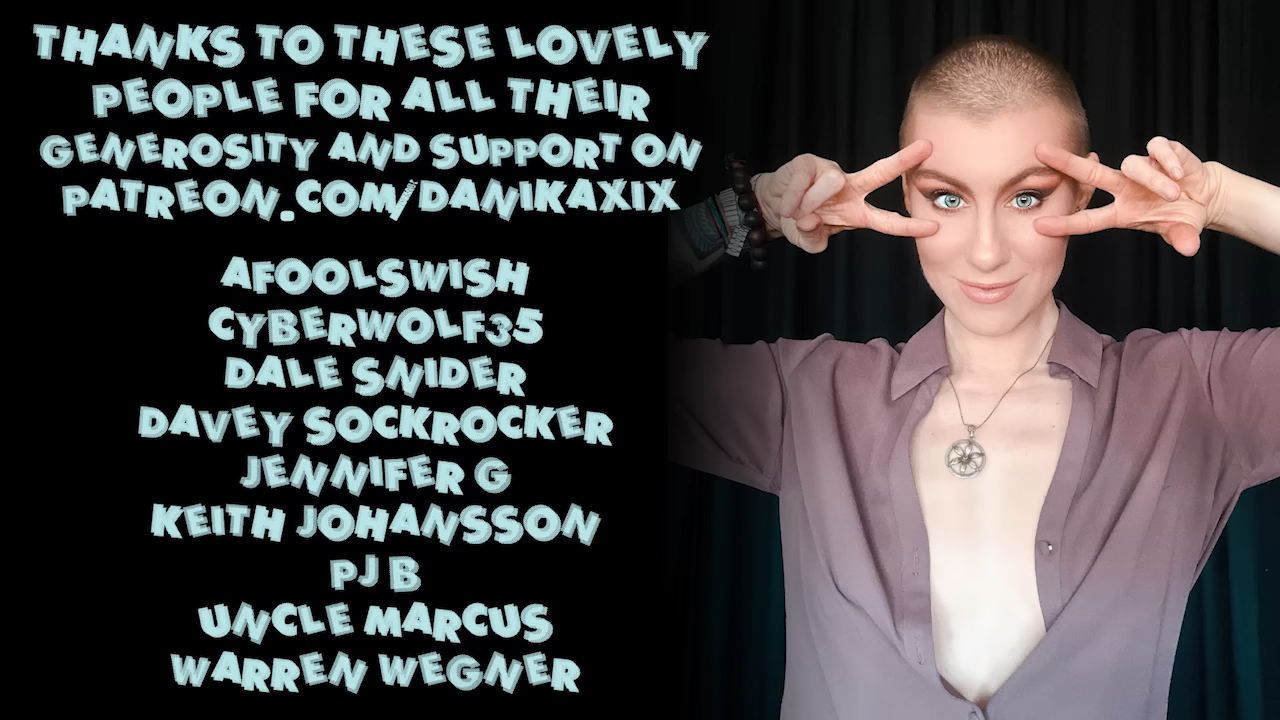 THANKS TO THESE LOVELY
PEOPLE FOR ALL THEIR
GENEROSITY AND SUPPORT ON
PATREON.COM/DANIKAXIX
AFOOLSWISH
CYBERWOLF35
DALE SNIDER
DAVEY SOCKROCKER
JENNIFER G
KEITH JOHANSSON
PJ B
UNCLE MARCUS
WARREN WEGNER